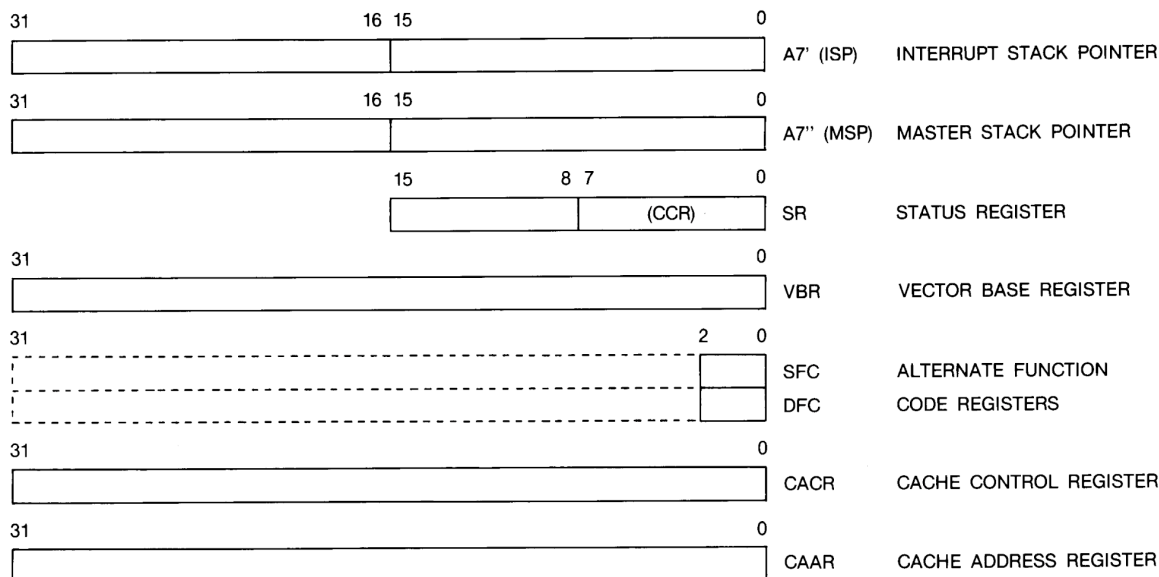 31 16 15 0
A7' (ISP) INTERRUPT STACK POINTER
31 16 15 0
A7'' (MSP) MASTER STACK POINTER
15 8 7 0
(CCR) SR STATUS REGISTER
31 0
VBR VECTOR BASE REGISTER
31 2 0
SFC ALTERNATE FUNCTION
DFC CODE REGISTERS
31 0
CACR CACHE CONTROL REGISTER
31 0
CAAR CACHE ADDRESS REGISTER